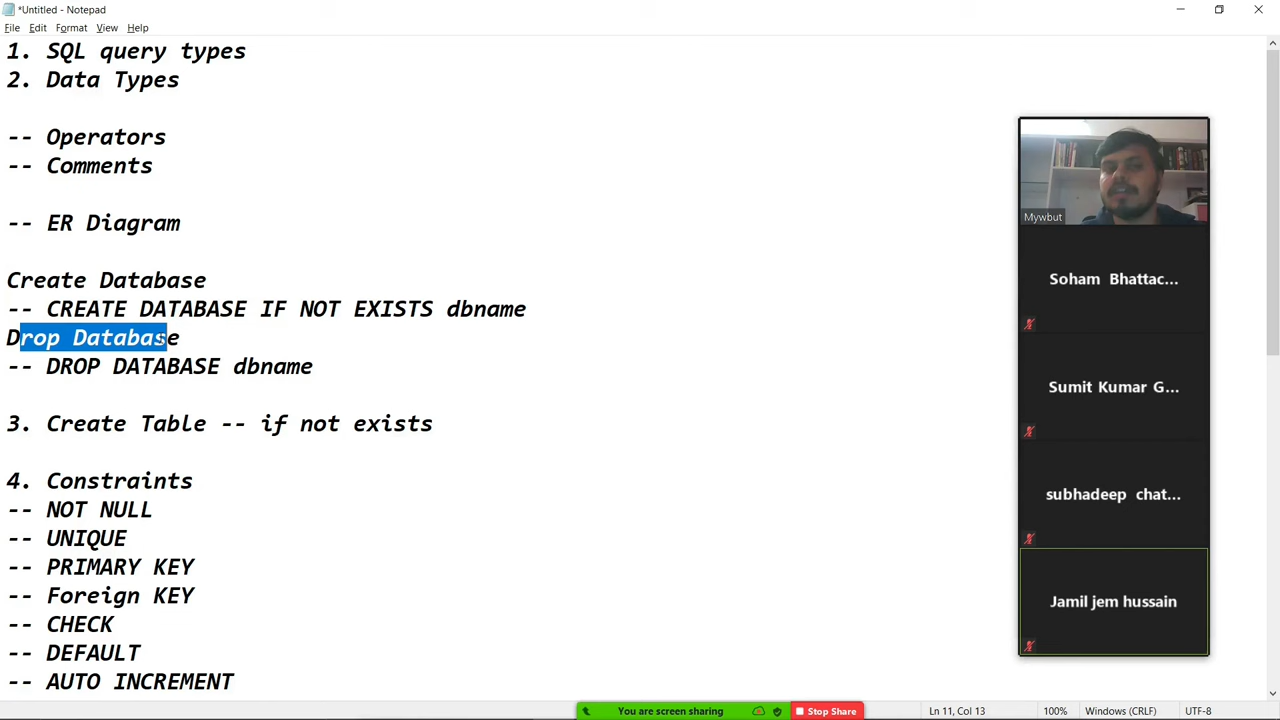 *Untitled - Notepad
File Edit Format View Help
1. SQL query types
2. Data Types
-- Operators
-- Comments
-- ER Diagram
Create Database
-- CREATE DATABASE IF NOT EXISTS dbname
Drop Database
-- DROP DATABASE dbname
3. Create Table -- if not exists
4. Constraints
-- NOT NULL
-- UNIQUE
-- PRIMARY KEY
-- Foreign KEY
-- CHECK
-- DEFAULT
-- AUTO INCREMENT
Mywbut
Soham Bhattac...
Sumit Kumar G...
subhadeep chat...
Jamil jem hussain
You are screen sharing
Stop Share
Ln 11, Col 13
100%
Windows (CRLF)
UTF-8